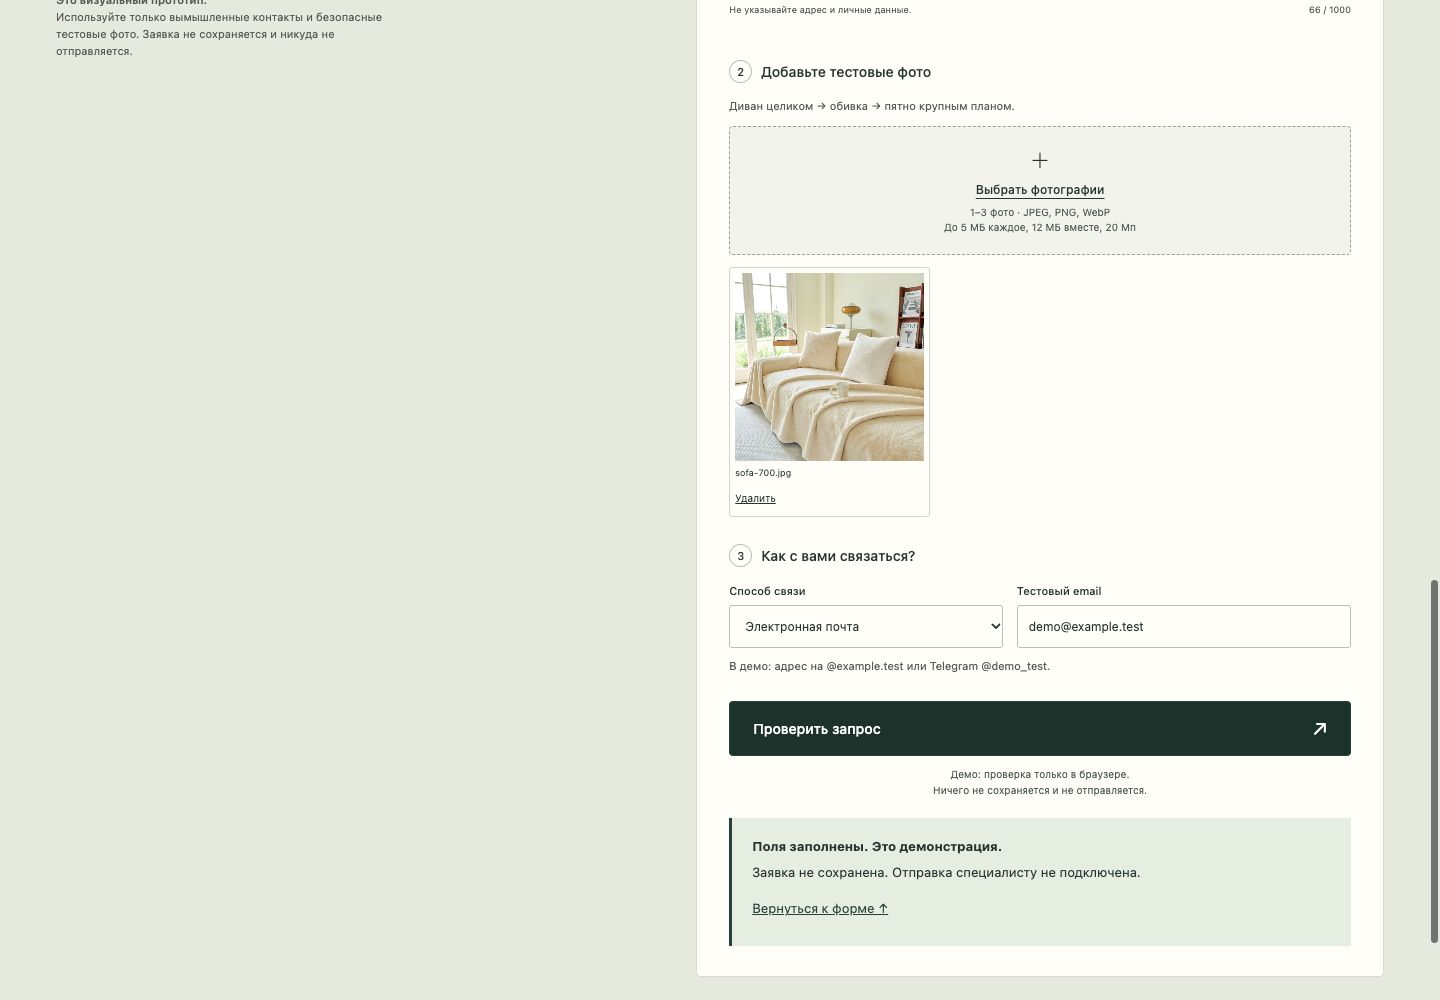 Это визуальный прототип.
Используйте только вымышленные контакты и безопасные
тестовые фото. Заявка не сохраняется и никуда не
отправляется.
Не указывайте адрес и личные данные.
66 / 1000
2
Добавьте тестовые фото
Диван целиком → обивка → пятно крупным планом.
Выбрать фотографии
1–3 фото · JPEG, PNG, WebP
До 5 МБ каждое, 12 МБ вместе, 20 Мп
sofa-700.jpg
Удалить
3
Как с вами связаться?
Способ связи
Тестовый email
Электронная почта
demo@example.test
В демо: адрес на @example.test или Telegram @demo_test.
Проверить запрос
Демо: проверка только в браузере.
Ничего не сохраняется и не отправляется.
Поля заполнены. Это демонстрация.
Заявка не сохранена. Отправка специалисту не подключена.
Вернуться к форме ↑